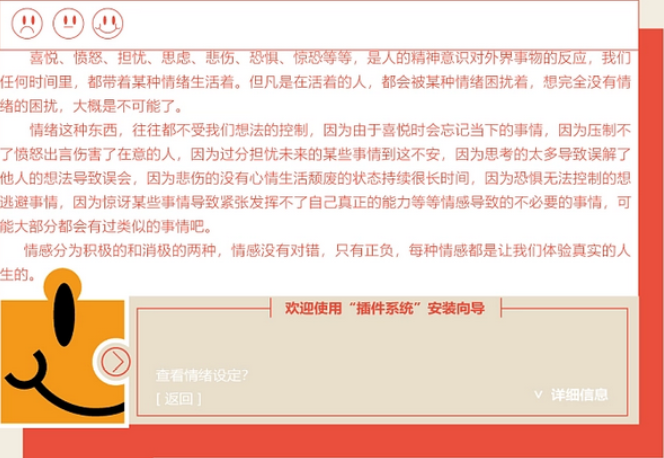 喜悦、愤怒、担忧、思虑、悲伤、恐惧、惊恐等等，是人的精神意识对外界事物的反应，我们
任何时间里，都带着某种情绪生活着。但凡是在活着的人，都会被某种情绪困扰着，想完全没有情
绪的困扰，大概是不可能了。
情绪这种东西，往往都不受我们想法的控制，因为由于喜悦时会忘记当下的事情，因为压制不
了愤怒出言伤害了在意的人，因为过分担忧未来的某些事情到这不安，因为思考的太多导致误解了
他人的想法导致误会，因为悲伤的没有心情生活颓废的状态持续很长时间，因为恐惧无法控制的想
逃避事情，因为惊讶某些事情导致紧张发挥不了自己真正的能力等等情感导致的不必要的事情，可
能大部分都会有过类似的事情吧。
情感分为积极的和消极的两种，情感没有对错，只有正负，每种情感都是让我们体验真实的人
生的。
欢迎使用“插件系统”安装向导
查看情绪设定?
[ 返回 ]
详细信息